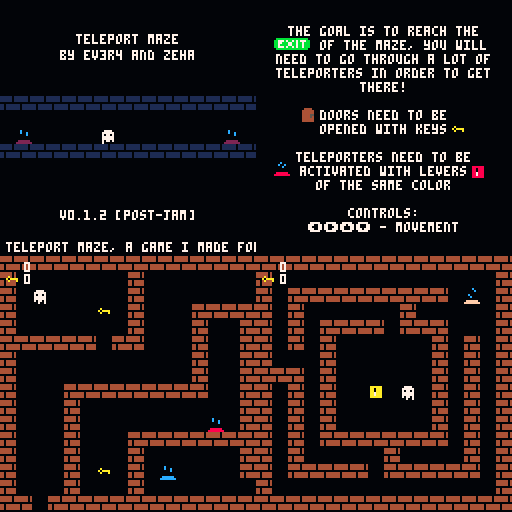 TELEPORT MAZE
BY EV3R4 AND ZEHA
V0.1.2 [POST-JAM]
TELEPORT MAZE, A GAME I MADE FOR
THE GOAL IS TO REACH THE
EXIT OF THE MAZE, YOU WILL
NEED TO GO THROUGH A LOT OF
TELEPORTERS IN ORDER TO GET
THERE!
DOORS NEED TO BE
OPENED WITH KEYS
TELEPORTERS NEED TO BE
ACTIVATED WITH LEVERS
OF THE SAME COLOR
CONTROLS:
- MOVEMENT
0
0
0
0